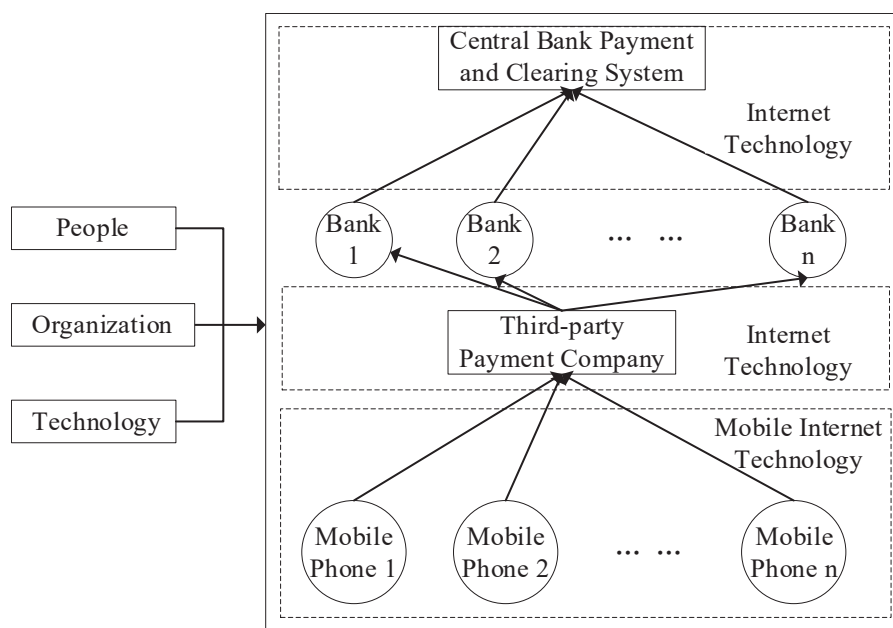 Central Bank Payment
and Clearing System
Internet
Technology
People
Organization
Technology
Bank
1
Bank
2
... ...
Bank
n
Third-party
Payment Company
Internet
Technology
Mobile Internet
Technology
Mobile
Phone 1
Mobile
Phone 2
... ...
Mobile
Phone n